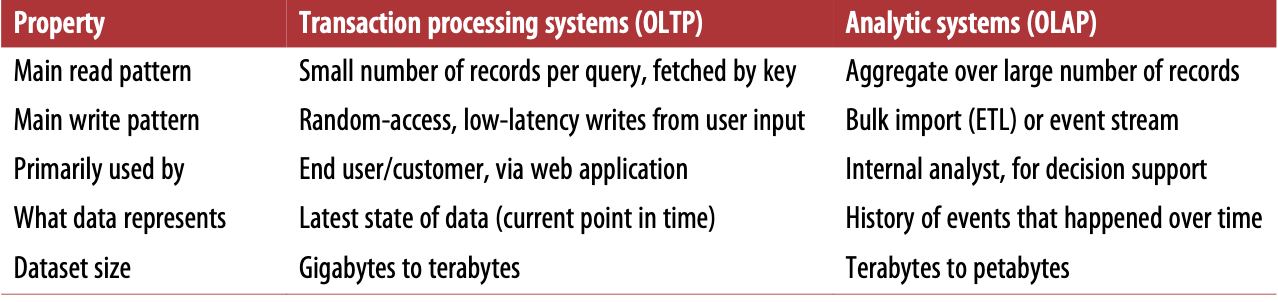 Property Transaction processing systems (OLTP) Analytic systems (OLAP)
Main read pattern Small number of records per query, fetched by key Aggregate over large number of records
Main write pattern Random-access, low-latency writes from user input Bulk import (ETL) or event stream
Primarily used by End user/customer, via web application Internal analyst, for decision support
What data represents Latest state of data (current point in time) History of events that happened over time
Dataset size Gigabytes to terabytes Terabytes to petabytes